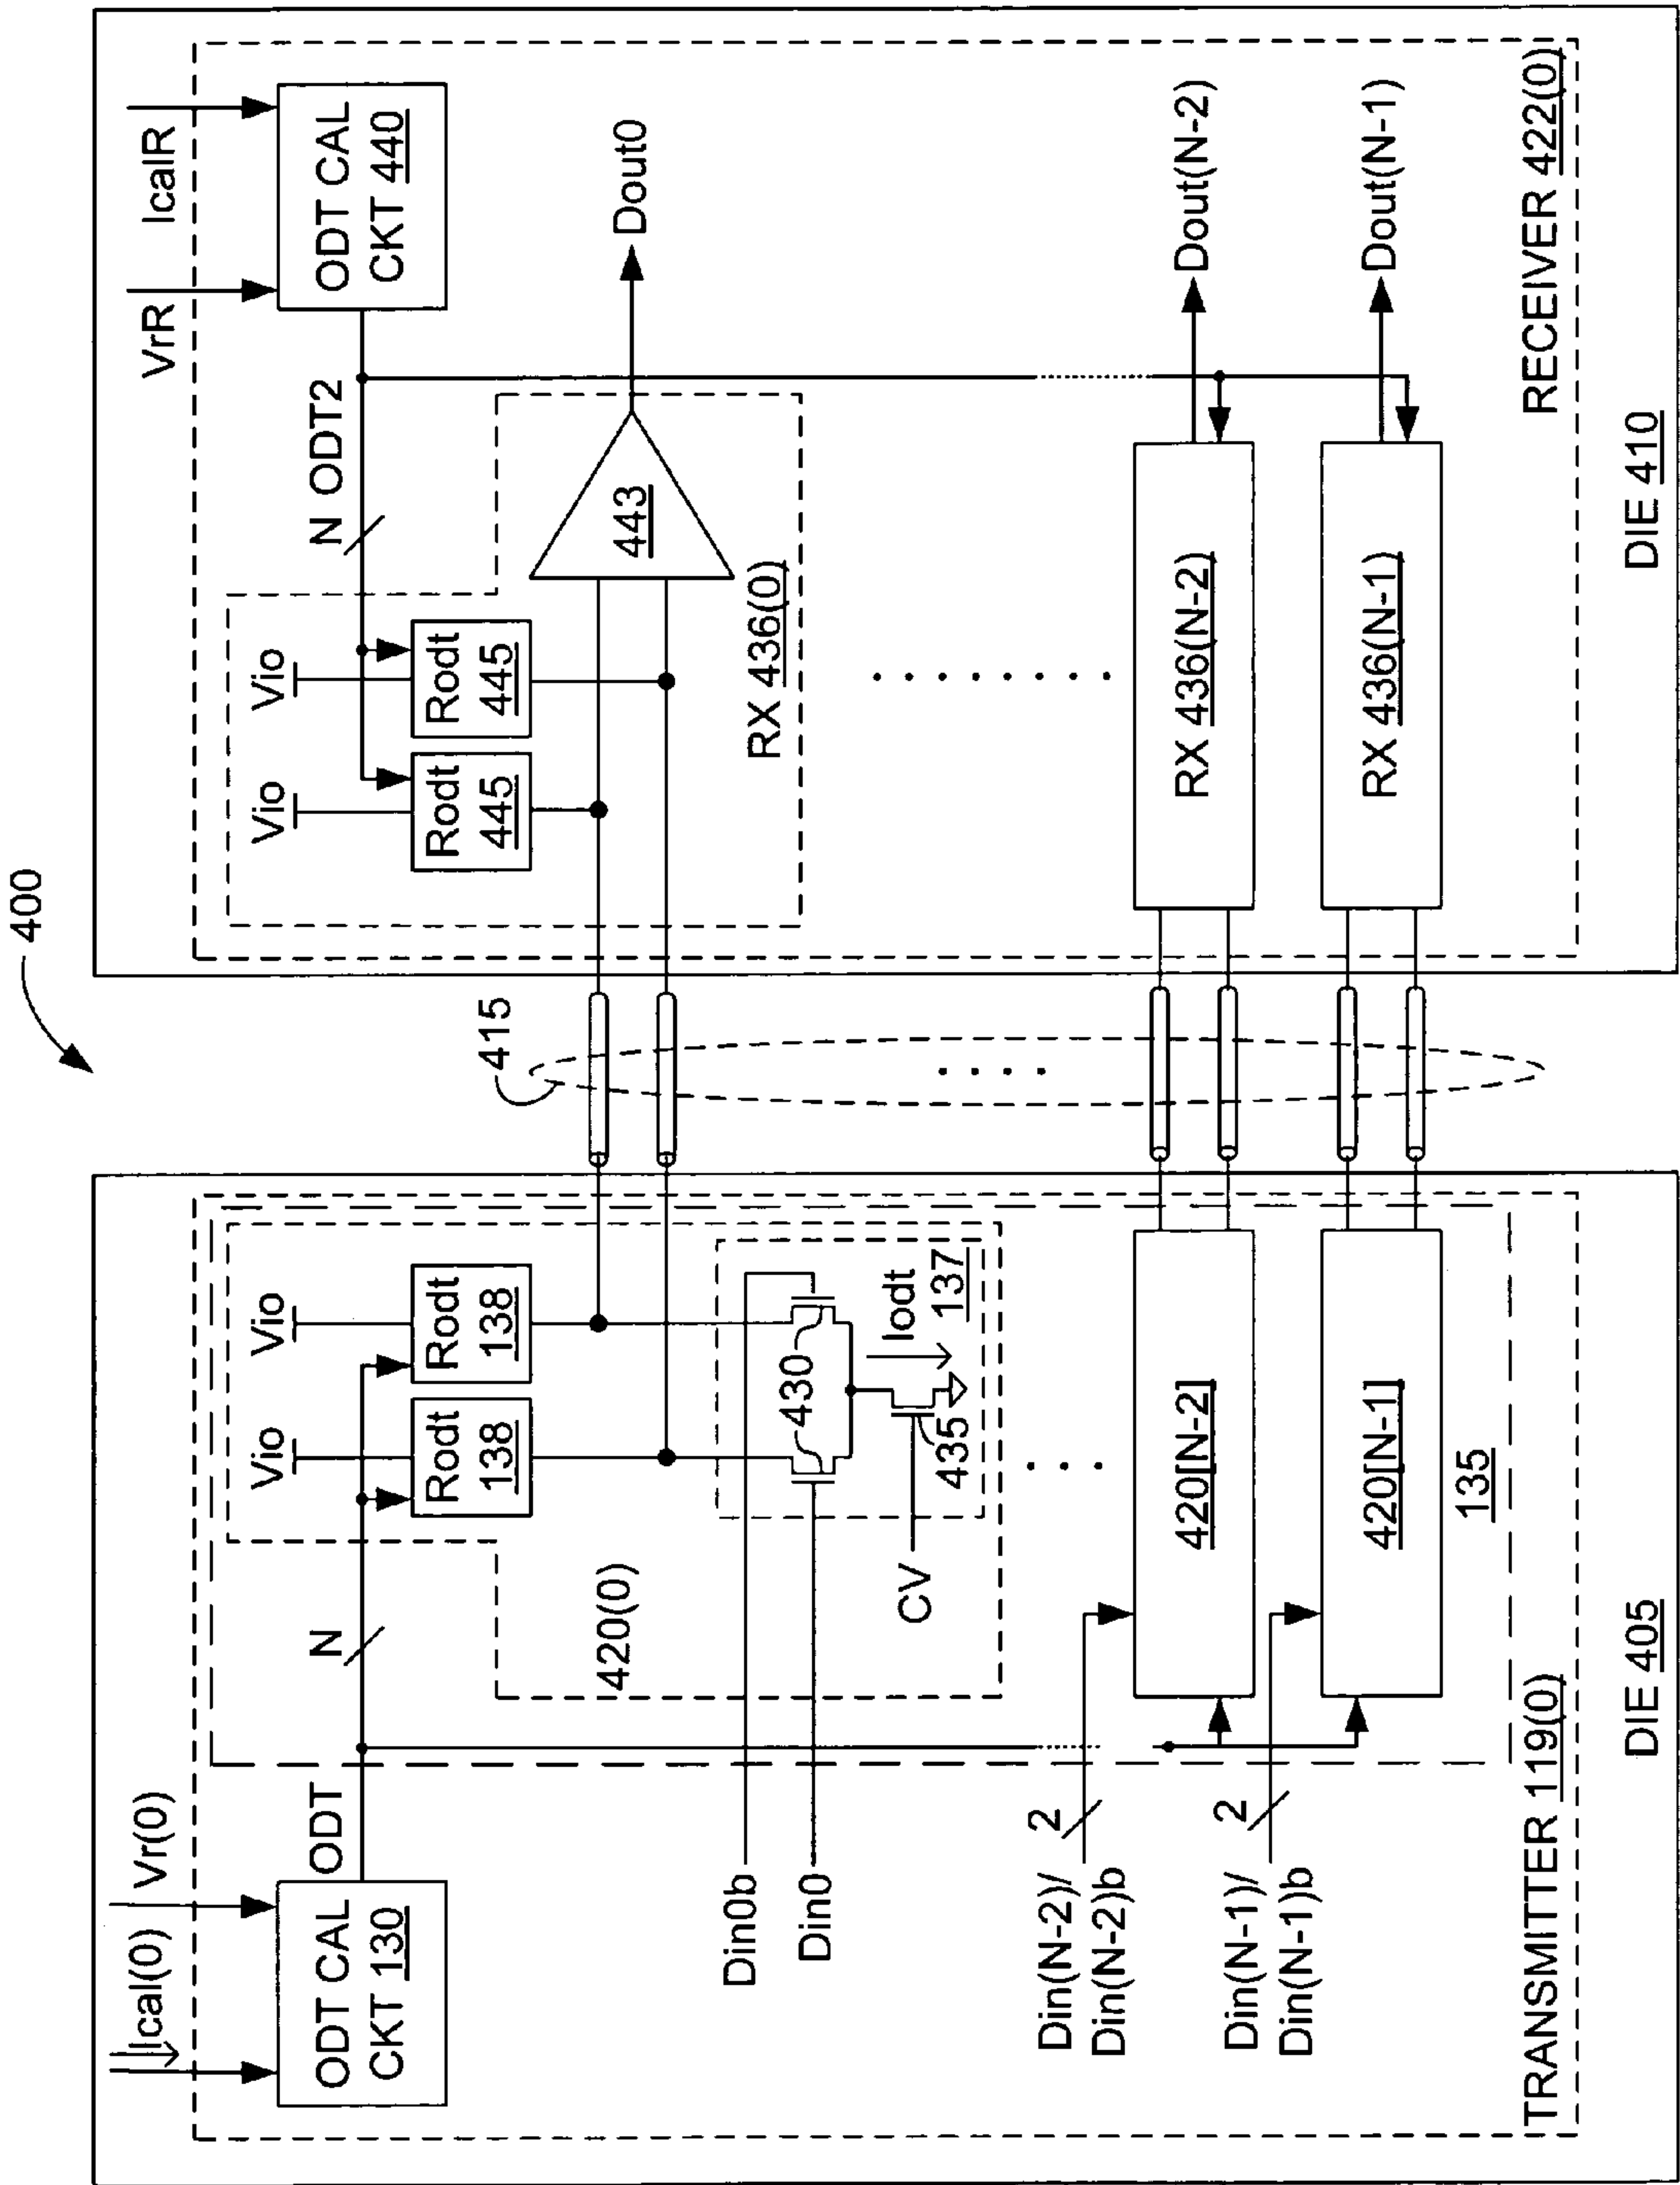 400
Ical(0)
Vr(0)
ODT CAL
CKT 130
ODT
N
Vio
Vio
Rodt
138
Rodt
138
420(0)
Din0b
Din0
430
Iodt
137
435
CV
Din(N-2)/
Din(N-2)b
2
420[N-2]
Din(N-1)/
Din(N-1)b
2
420[N-1]
135
TRANSMITTER 119(0)
DIE 405
415
VrR
IcalR
ODT CAL
CKT 440
N ODT2
Vio
Vio
Rodt
445
Rodt
445
443
Dout0
RX 436(0)
RX 436(N-2)
Dout(N-2)
RX 436(N-1)
Dout(N-1)
RECEIVER 422(0)
DIE 410